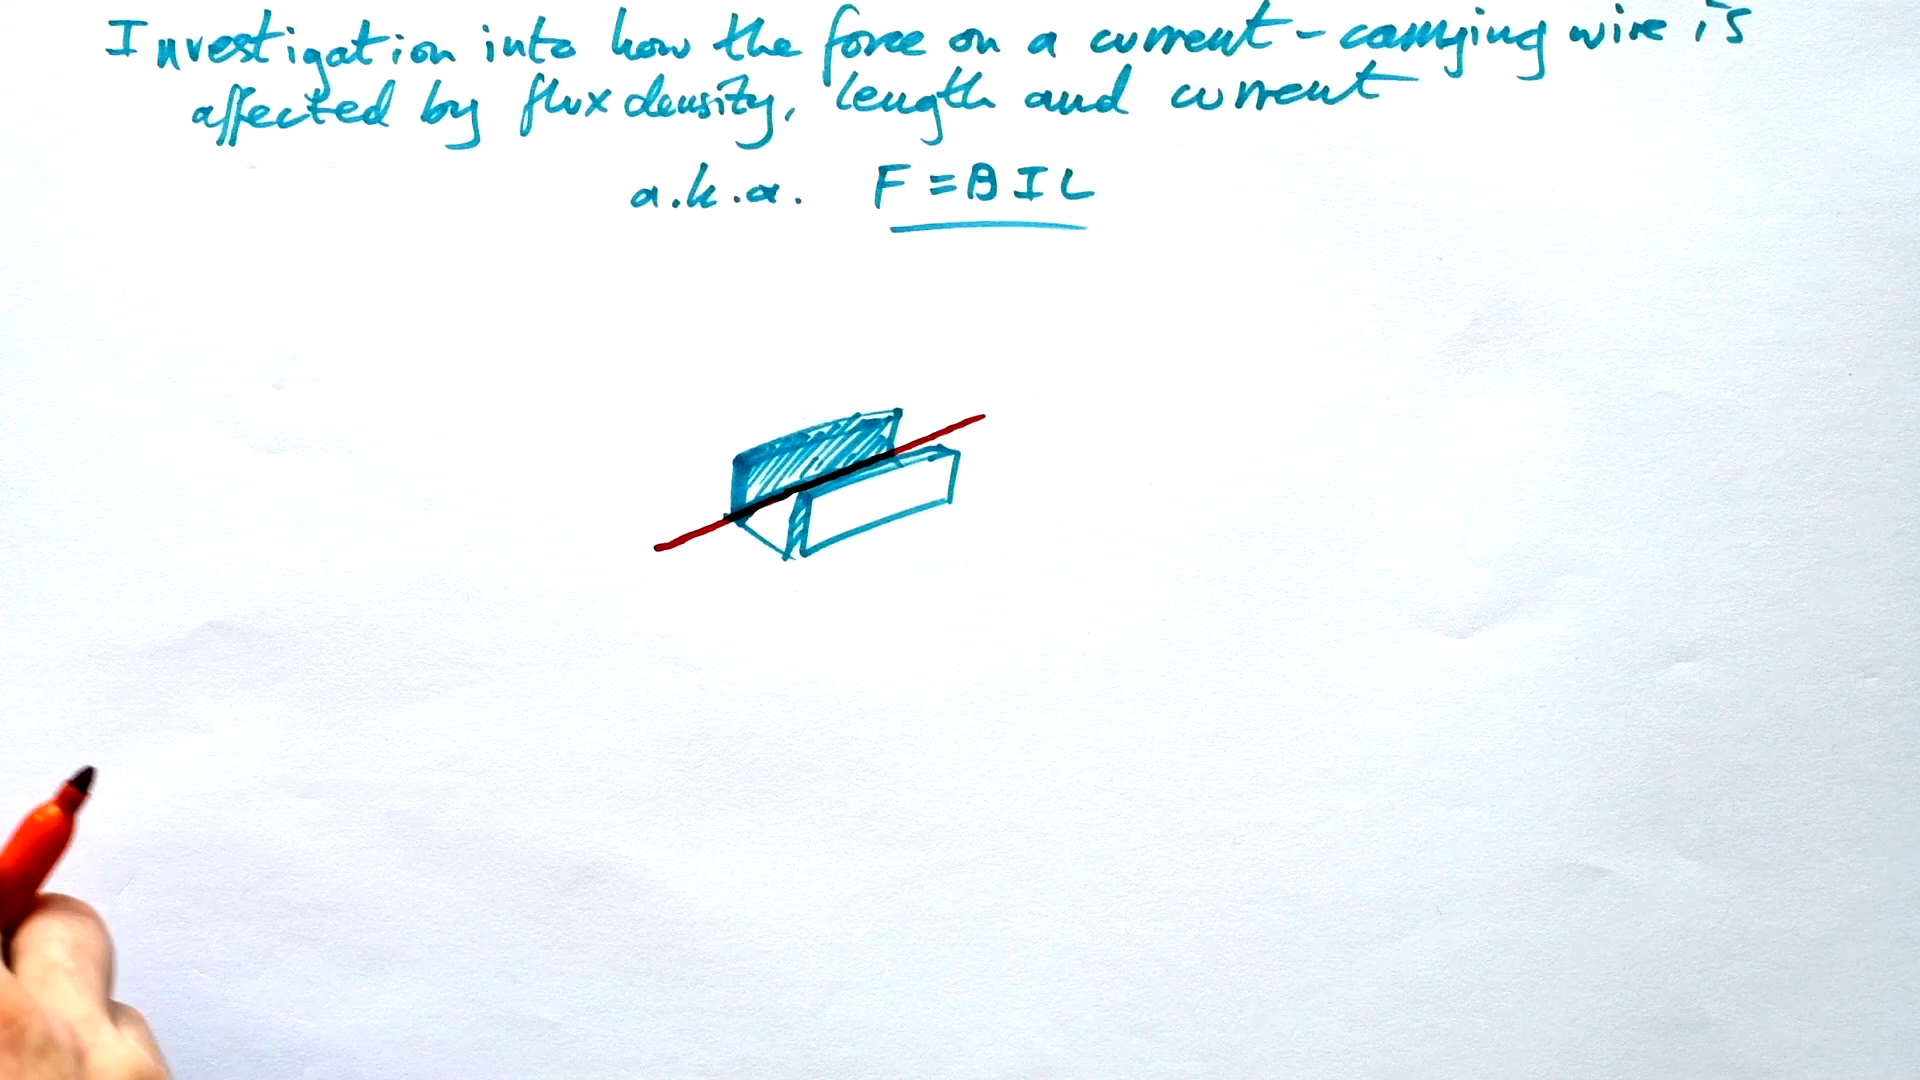 Investigation into how the force on a current-carrying wire is
affected by flux density, length and current
a.k.a. F = BIL